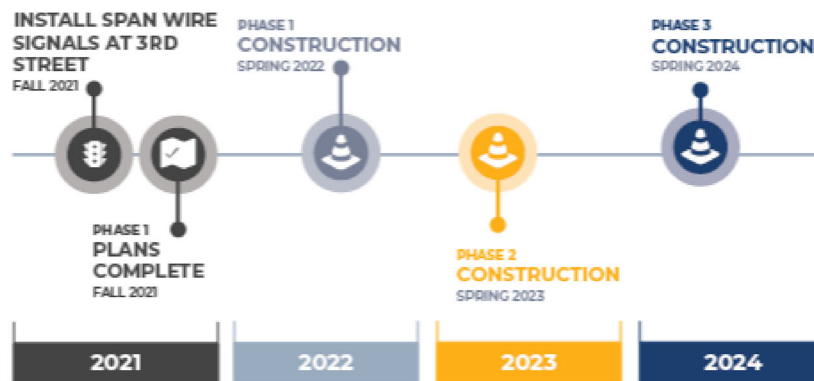 INSTALL SPAN WIRE
SIGNALS AT 3RD
STREET
FALL 2021
PHASE 1
PLANS
COMPLETE
FALL 2021
PHASE 1
CONSTRUCTION
SPRING 2022
PHASE 2
CONSTRUCTION
SPRING 2023
PHASE 3
CONSTRUCTION
SPRING 2024
2021
2022
2023
2024